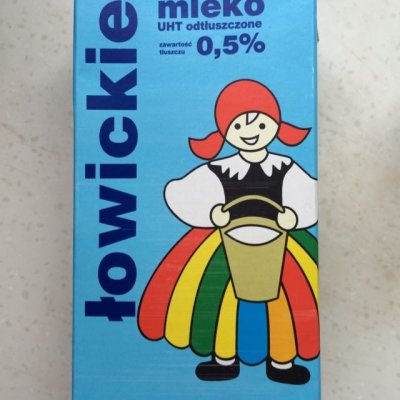 łowickie
mleko
UHT odtłuszczone
zawartość
tłuszczu
0,5%